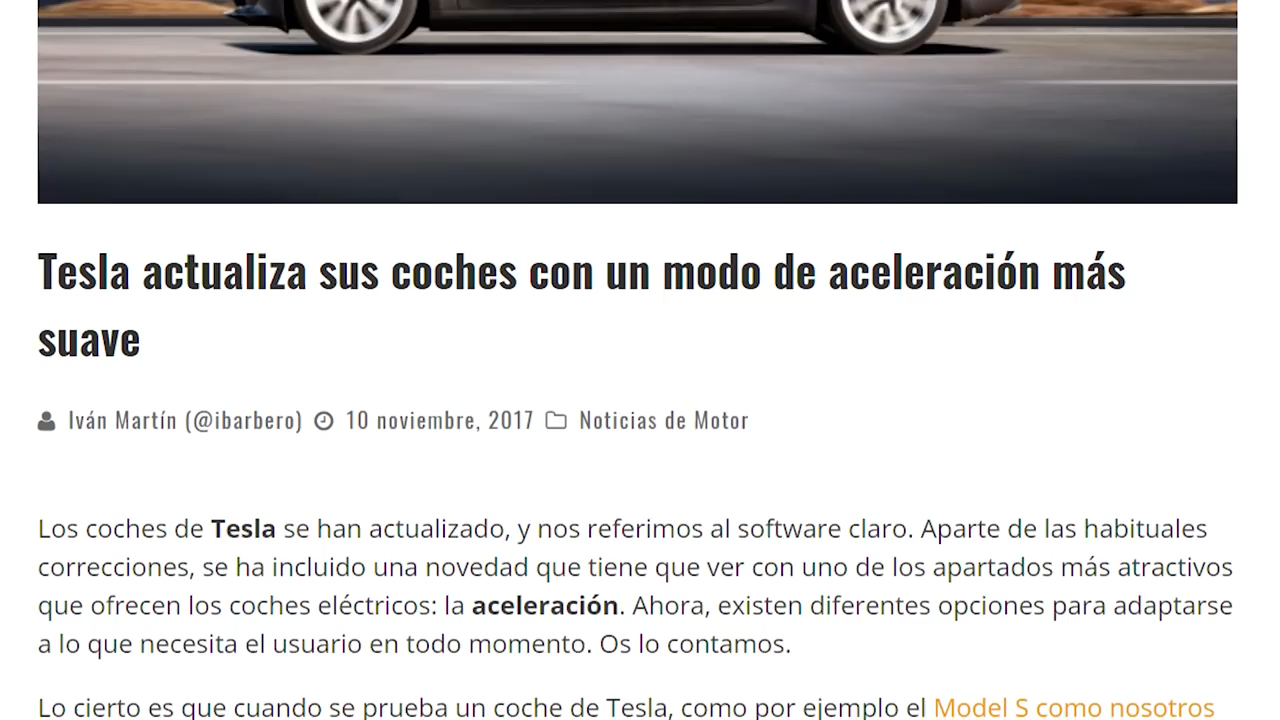 Tesla actualiza sus coches con un modo de aceleración más
suave
Iván Martín (@ibarbero) 10 noviembre, 2017 Noticias de Motor
Los coches de Tesla se han actualizado, y nos referimos al software claro. Aparte de las habituales
correcciones, se ha incluido una novedad que tiene que ver con uno de los apartados más atractivos
que ofrecen los coches eléctricos: la aceleración. Ahora, existen diferentes opciones para adaptarse
a lo que necesita el usuario en todo momento. Os lo contamos.
Lo cierto es que cuando se prueba un coche de Tesla, como por ejemplo el Model S como nosotros